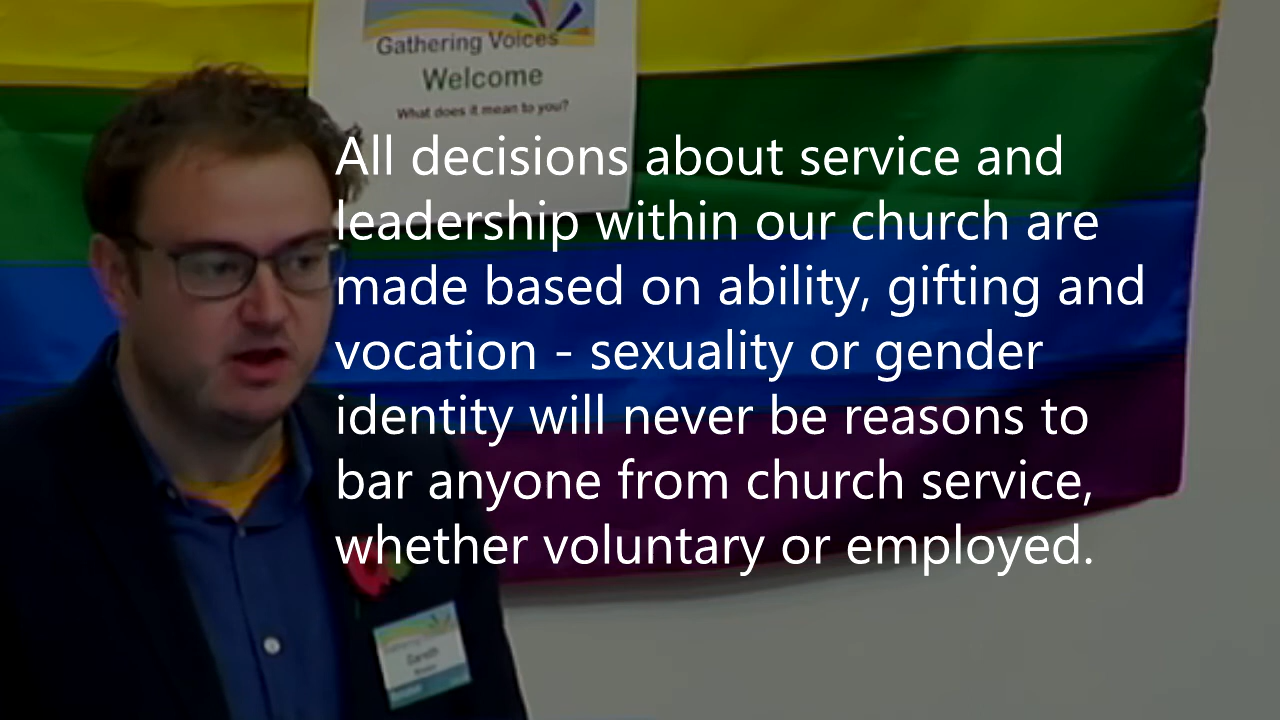 Gathering Voices
Welcome
What does it mean to you?
All decisions about service and
leadership within our church are
made based on ability, gifting and
vocation - sexuality or gender
identity will never be reasons to
bar anyone from church service,
whether voluntary or employed.